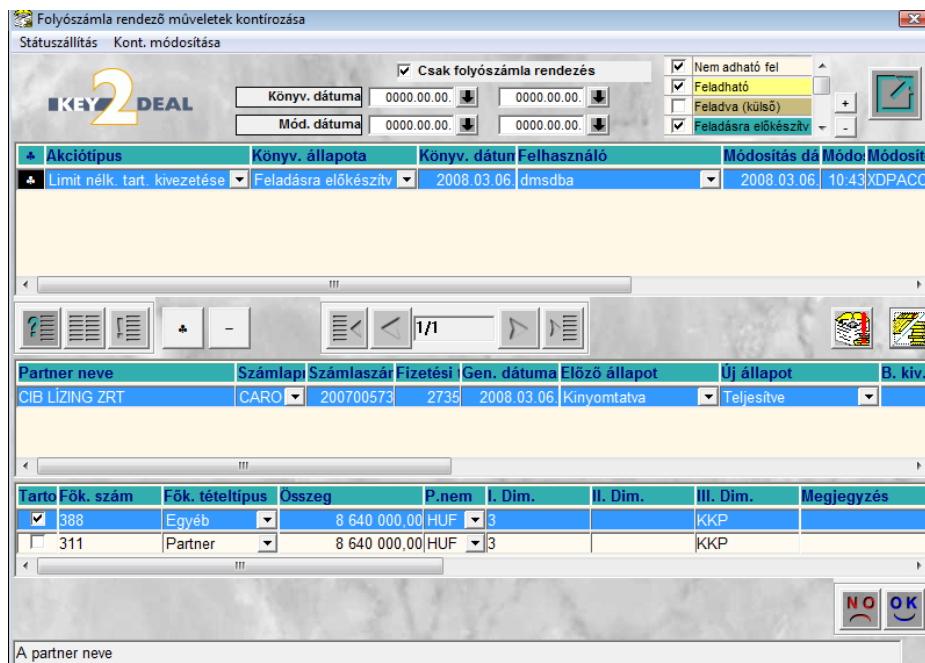 Folyószámla rendező műveletek kontírozása
Státuszállítás Kont. módosítása
KEY 2 DEAL
Csak folyószámla rendezés
Könyv. dátuma 0000.00.00. 0000.00.00.
Mód. dátuma 0000.00.00. 0000.00.00.
Nem adható fel
Feladható
Feladva (külső)
Feladásra előkészítv
+
-
Akciótípus Könyv. állapota Könyv. dátun Felhasználó Módosítás dá Módo: Módosít
Limit nélk. tart. kivezetése Feladásra előkészítv 2008.03.06. dmsdba 2008.03.06. 10:43 XDPACC
1/1
Partner neve Számlapi Számlaszár Fizetési Gen. dátuma Előző állapot Új állapot B. kiv.
CIB LÍZING ZRT CARO 200700573 2735 2008.03.06. Kinyomtatva Teljesítve
Tarto Fők. szám Fők. tételtípus Összeg P.nem I. Dim. II. Dim. III. Dim. Megjegyzés
388 Egyéb 8 640 000,00 HUF 3 KKP
311 Partner 8 640 000,00 HUF 3 KKP
NO OK
A partner neve